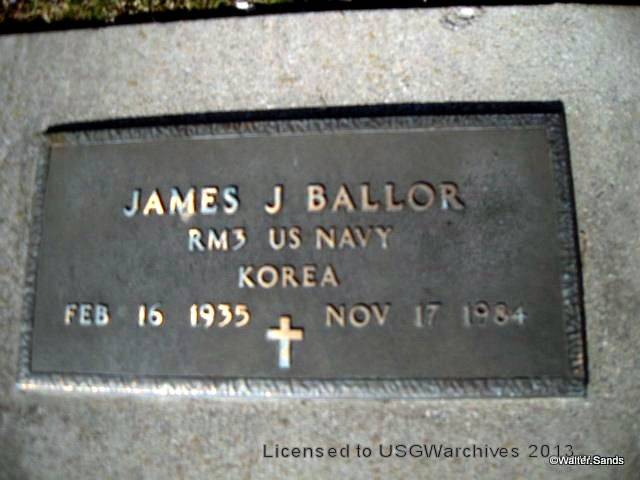 JAMES J BALLOR
RM3 US NAVY
KOREA
FEB 16 1935 NOV 17 1984
Licensed to USGWarchives 2013
©Walter.Sands